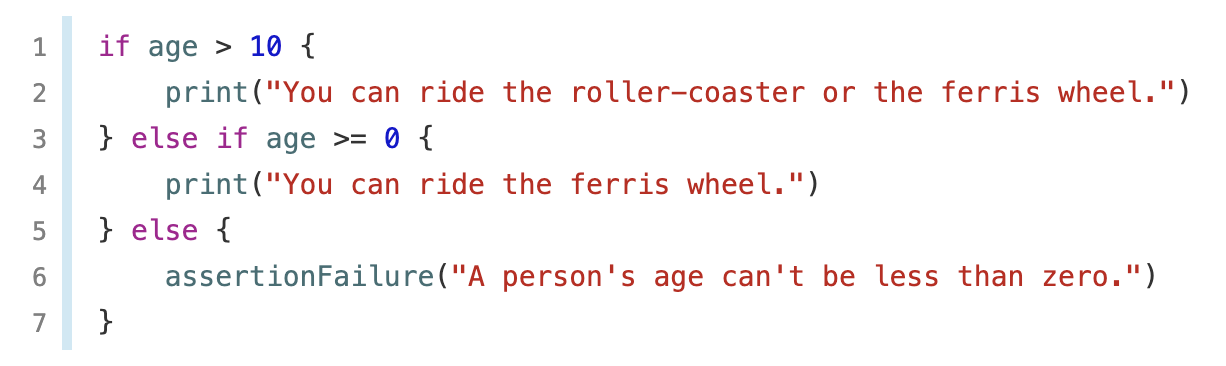 1 if age > 10 {
2     print("You can ride the roller-coaster or the ferris wheel.")
3 } else if age >= 0 {
4     print("You can ride the ferris wheel.")
5 } else {
6     assertionFailure("A person's age can't be less than zero.")
7 }